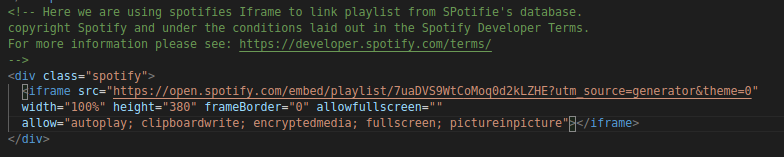 <!-- Here we are using spotifies Iframe to link playlist from SPotifie's database.
copyright Spotify and under the conditions laid out in the Spotify Developer Terms.
For more information please see: https://developer.spotify.com/terms/
-->
<div class="spotify">
<iframe src="https://open.spotify.com/embed/playlist/7uaDVS9WtCoMoq0d2kLZHE?utm_source=generator&theme=0"
width="100%" height="380" frameBorder="0" allowfullscreen=""
allow="autoplay; clipboardwrite; encryptedmedia; fullscreen; pictureinpicture"></iframe>
</div>